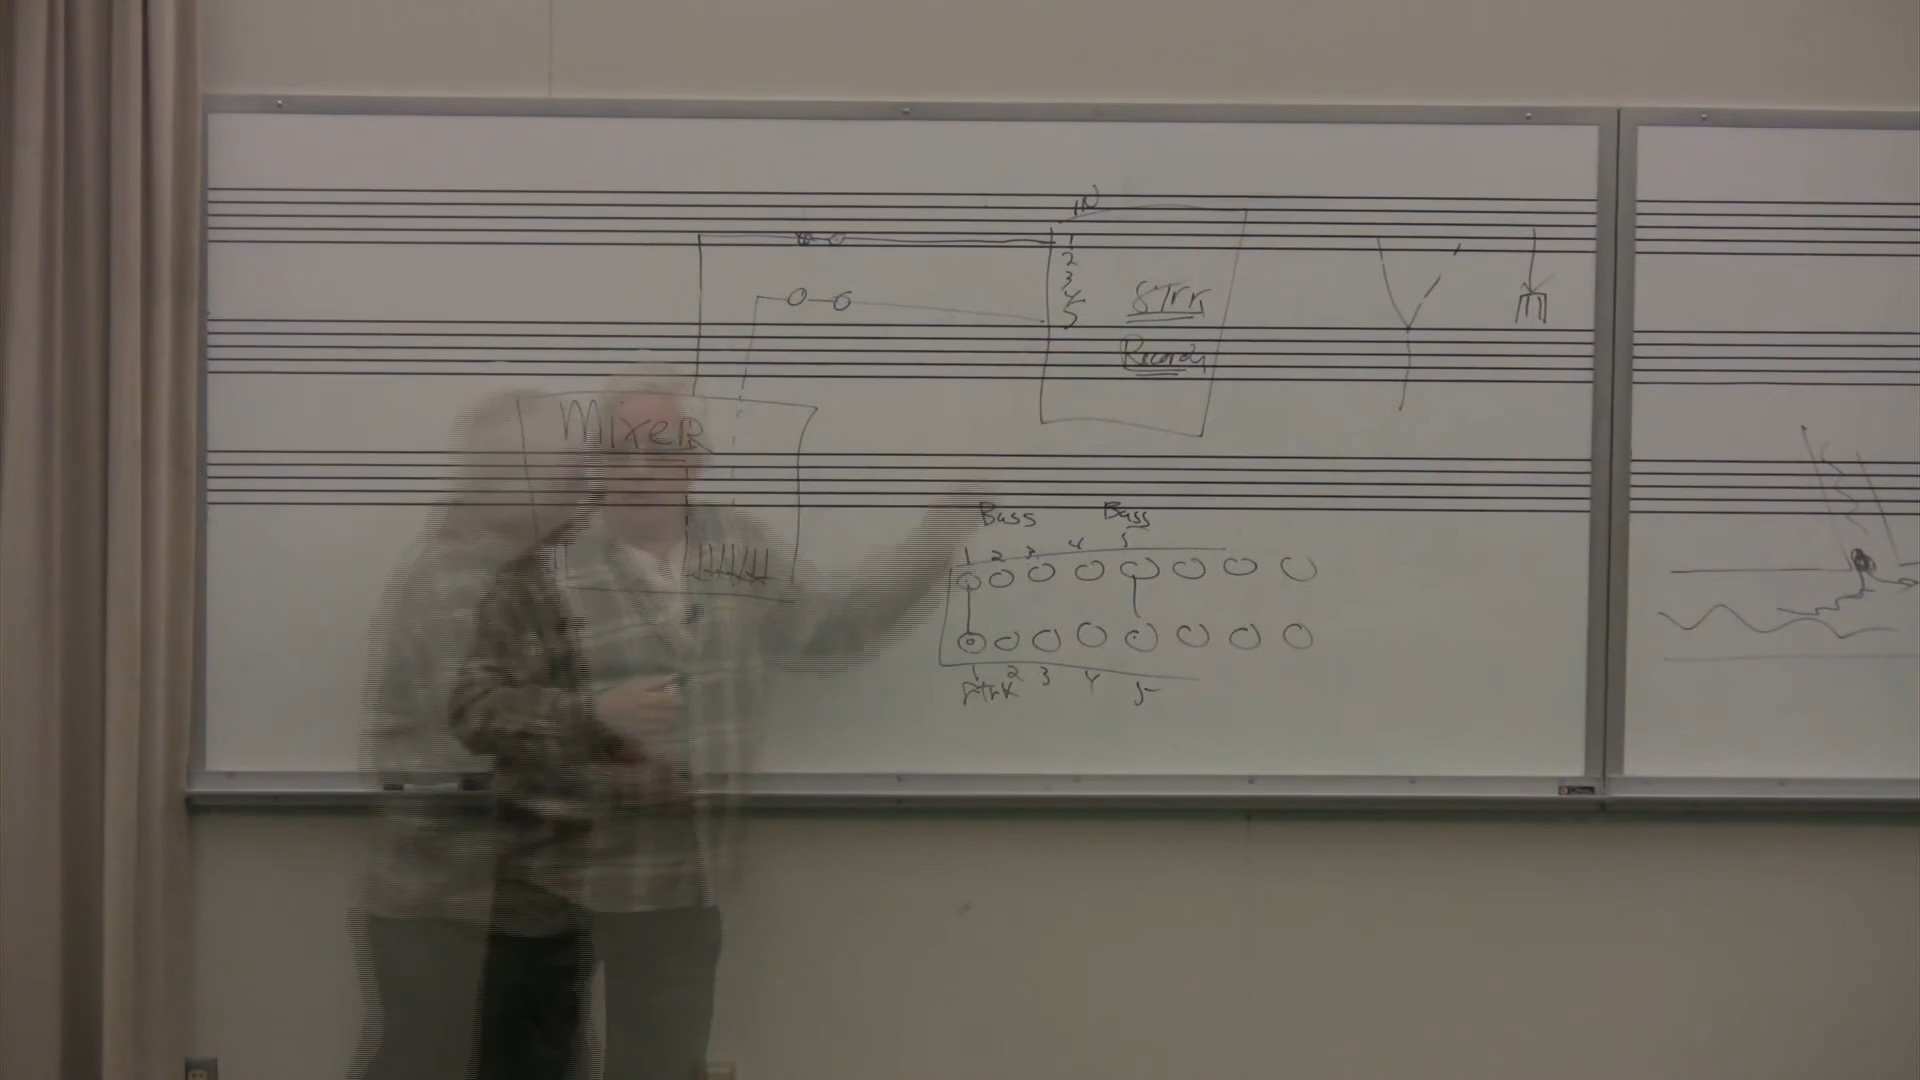 IN
1
2
3
4
5
8Trk
Recordr
MixeR
Bass Bass
1 2 3 4 5
1 2 3 4 5
8trk